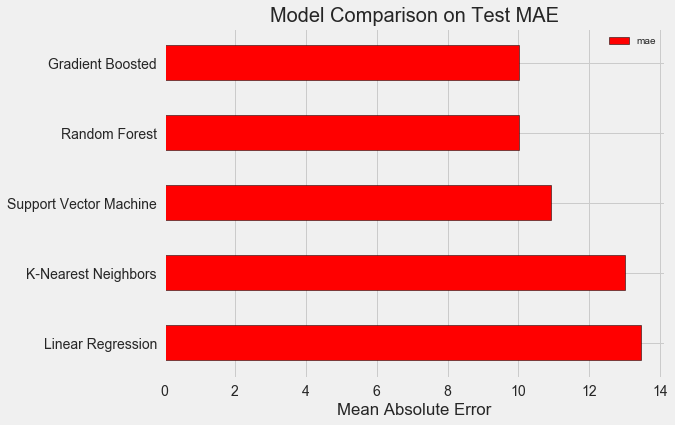 Model Comparison on Test MAE
mae
Gradient Boosted
Random Forest
Support Vector Machine
K-Nearest Neighbors
Linear Regression
0 2 4 6 8 10 12 14
Mean Absolute Error